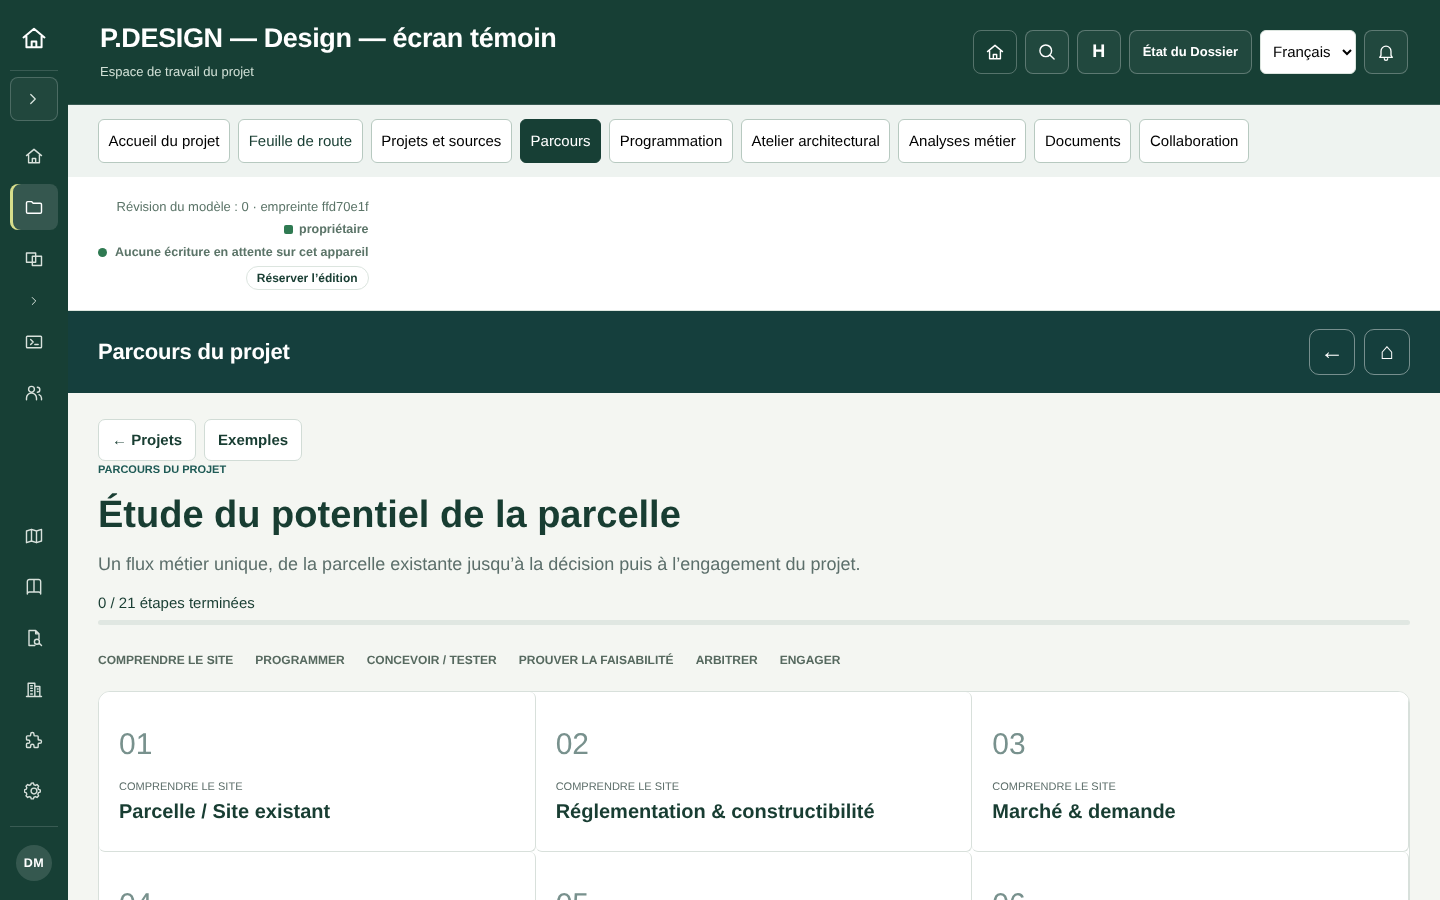 P.DESIGN — Design — écran témoin
Espace de travail du projet
H
État du Dossier
Français
Accueil du projet
Feuille de route
Projets et sources
Parcours
Programmation
Atelier architectural
Analyses métier
Documents
Collaboration
Révision du modèle : 0 · empreinte ffd70e1f
propriétaire
Aucune écriture en attente sur cet appareil
Réserver l’édition
Parcours du projet
←
⌂
← Projets
Exemples
PARCOURS DU PROJET
Étude du potentiel de la parcelle
Un flux métier unique, de la parcelle existante jusqu’à la décision puis à l’engagement du projet.
0 / 21 étapes terminées
COMPRENDRE LE SITE
PROGRAMMER
CONCEVOIR / TESTER
PROUVER LA FAISABILITÉ
ARBITRER
ENGAGER
01
COMPRENDRE LE SITE
Parcelle / Site existant
02
COMPRENDRE LE SITE
Réglementation & constructibilité
03
COMPRENDRE LE SITE
Marché & demande
04
05
06
DM